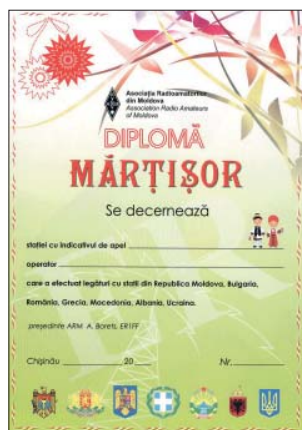 Asociația Radioamatorilor
din Moldova
Association Radio Amateurs
of Moldova
DIPLOMĂ
MĂRȚIȘOR
Se decernează
stației cu indicativul de apel
operator
care a efectuat legături cu stații din Republica Moldova, Bulgaria,
România, Grecia, Macedonia, Albania, Ucraina.
președinte ARM A. Borets, ER1FF
Chișinău 20 Nr.